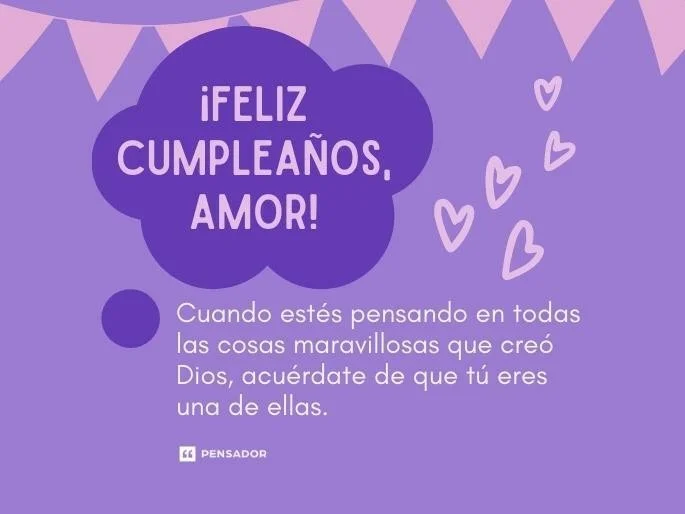 ¡FELIZ
CUMPLEAÑOS,
AMOR!
Cuando estés pensando en todas
las cosas maravillosas que creó
Dios, acuérdate de que tú eres
una de ellas.
PENSADOR